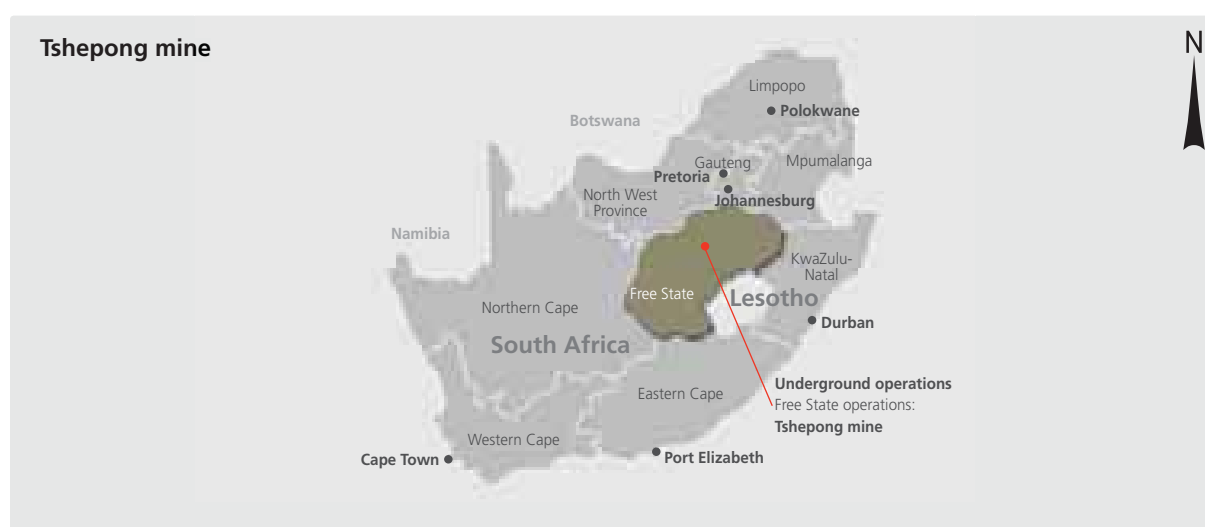 Tshepong mine
N
Limpopo
Polokwane
Botswana
Gauteng
Mpumalanga
Pretoria
North West
Province
Johannesburg
Namibia
KwaZulu-
Natal
Free State
Lesotho
Northern Cape
Durban
South Africa
Underground operations
Free State operations:
Tshepong mine
Eastern Cape
Western Cape
Cape Town
Port Elizabeth